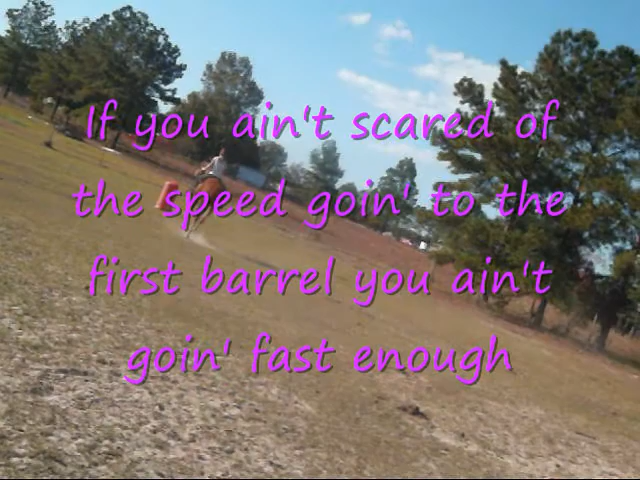 If you ain't scared of
the speed goin' to the
first barrel you ain't
goin' fast enough